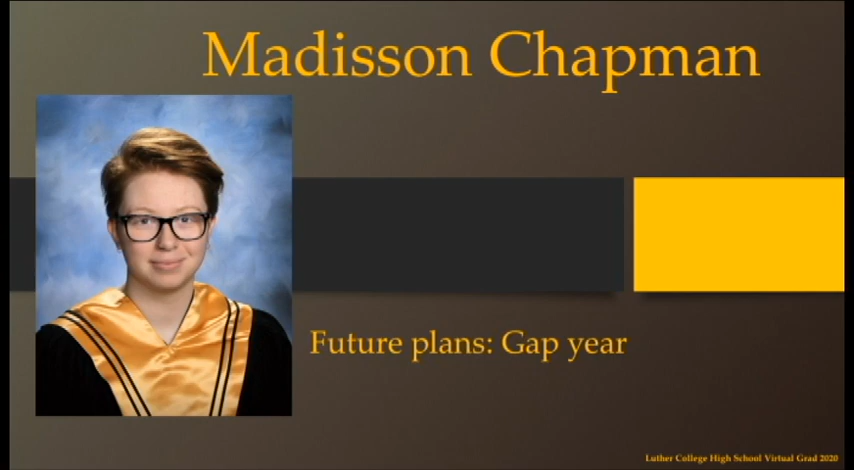 Madisson Chapman
Future plans: Gap year
Luther College High School Virtual Grad 2020